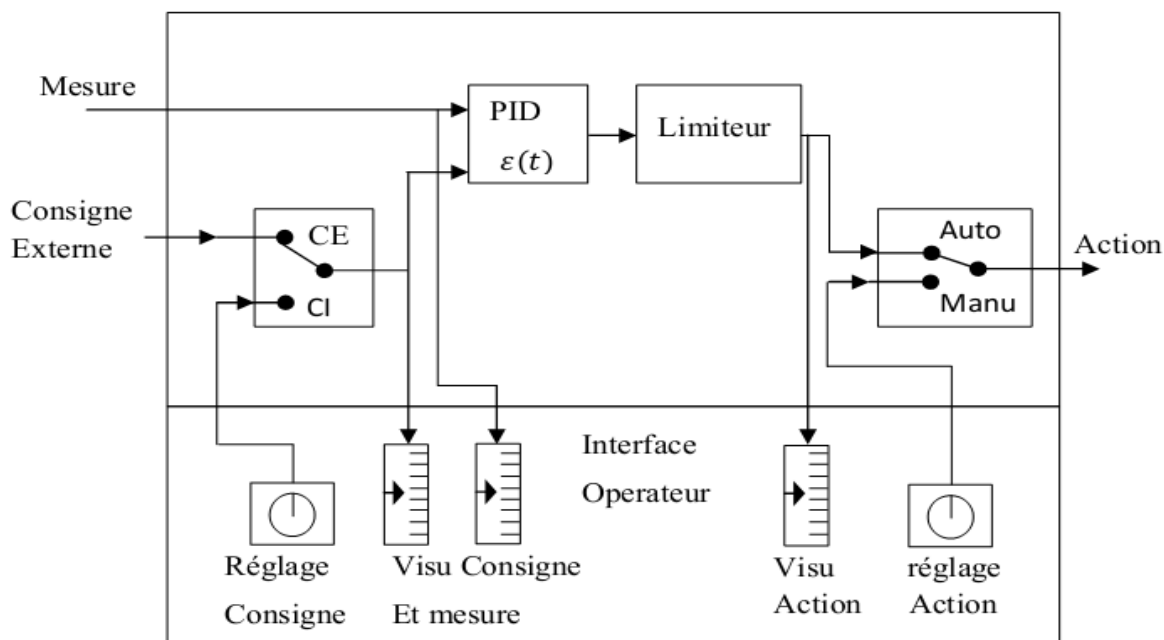 Mesure
PID
ε(t)
Limiteur
Consigne
Externe
CE
CI
Auto
Manu
Action
Interface
Operateur
Réglage
Consigne
Visu Consigne
Et mesure
Visu
Action
réglage
Action